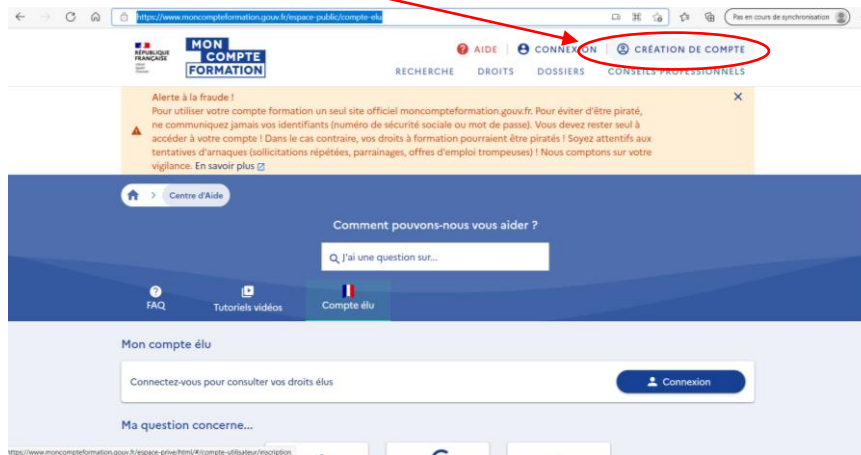 https://www.moncompteformation.gouv.fr/espace-public/compte-elu
Pas en cours de synchronisation
RÉPUBLIQUE
FRANÇAISE
MON
COMPTE
FORMATION
AIDE
CONNEXION
CRÉATION DE COMPTE
RECHERCHE
DROITS
DOSSIERS
CONSEILS PROFESSIONNELS
Alerte à la fraude !
Pour utiliser votre compte formation un seul site officiel moncompteformation.gouv.fr. Pour éviter d'être piraté,
ne communiquez jamais vos identifiants (numéro de sécurité sociale ou mot de passe). Vous devez rester seul à
accéder à votre compte ! Dans le cas contraire, vos droits à formation pourraient être piratés ! Soyez attentifs aux
tentatives d'arnaques (sollicitations répétées, parrainages, offres d'emploi trompeuses) ! Nous comptons sur votre
vigilance. En savoir plus
Centre d'Aide
Comment pouvons-nous vous aider ?
J'ai une question sur...
FAQ
Tutoriels vidéos
Compte élu
Mon compte élu
Connectez-vous pour consulter vos droits élus
Connexion
Ma question concerne...
https://www.moncompteformation.gouv.fr/espace-prive/html/#/compte-utilisateur/inscription